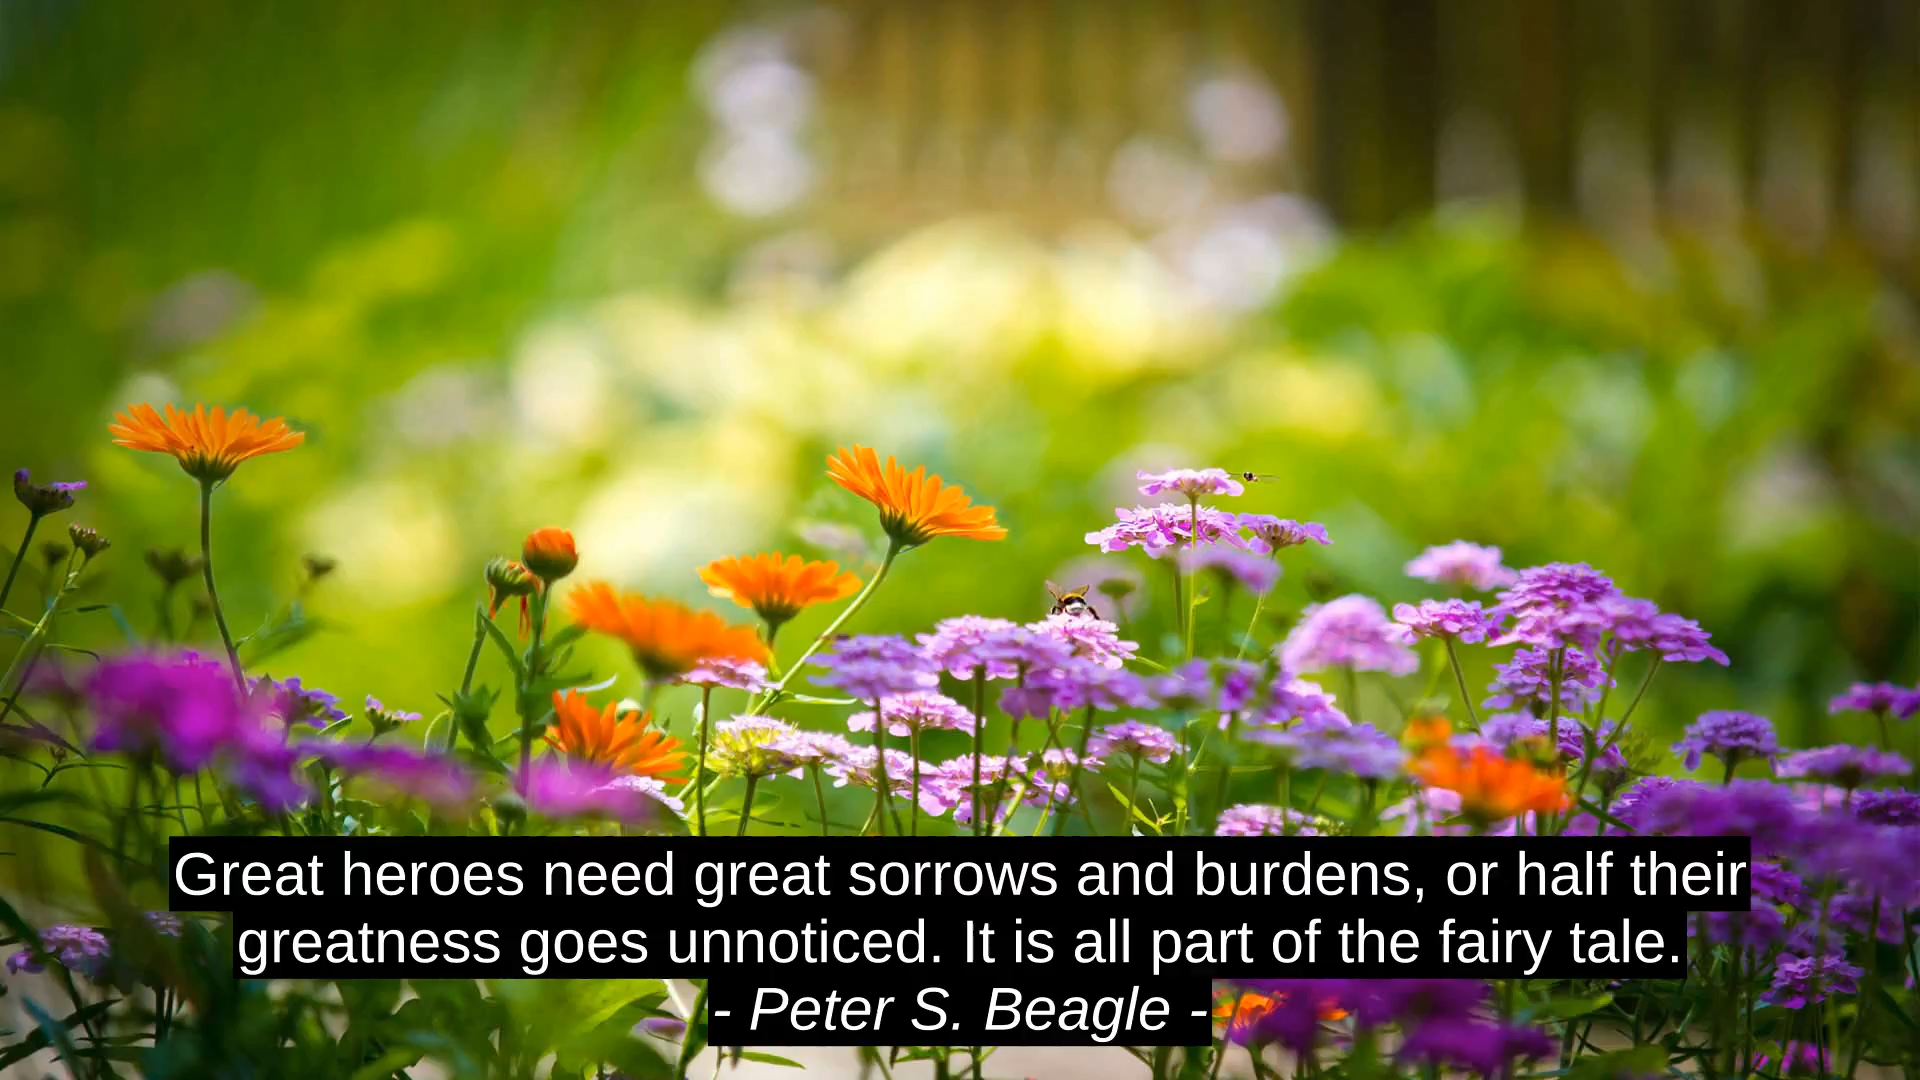 Great heroes need great sorrows and burdens, or half their
greatness goes unnoticed. It is all part of the fairy tale.
- Peter S. Beagle -